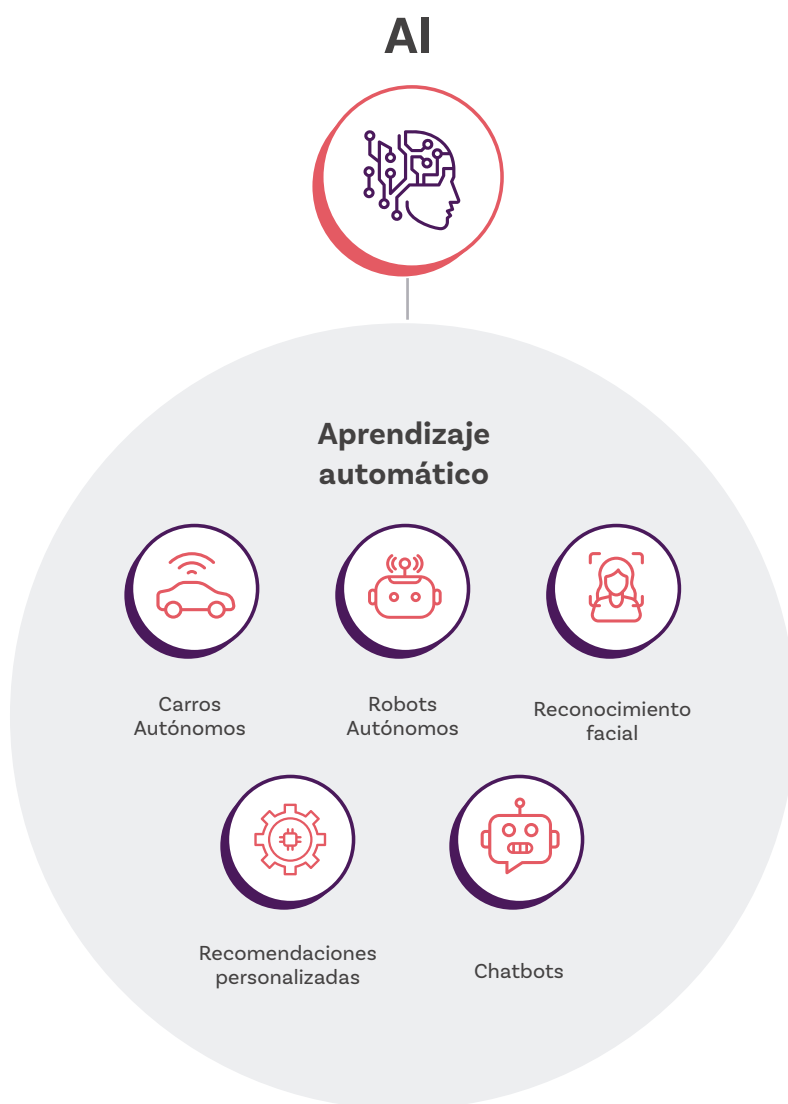 AI
Aprendizaje
automático
Carros
Autónomos
Robots
Autónomos
Reconocimiento
facial
Recomendaciones
personalizadas
Chatbots